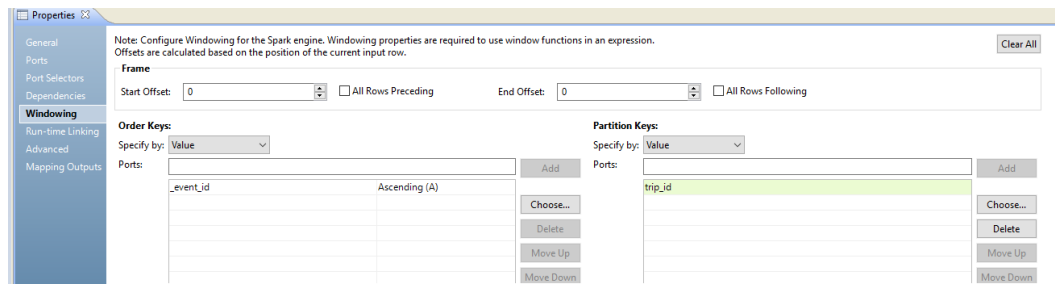 Properties
General
Ports
Port Selectors
Dependencies
Windowing
Run-time Linking
Advanced
Mapping Outputs
Note: Configure Windowing for the Spark engine. Windowing properties are required to use window functions in an expression.
Offsets are calculated based on the position of the current input row.
Clear All
Frame
Start Offset: 0 All Rows Preceding End Offset: 0 All Rows Following
Order Keys:
Specify by: Value
Ports: Add
_event_id Ascending (A)
Choose...
Delete
Move Up
Move Down
Partition Keys:
Specify by: Value
Ports: Add
trip_id
Choose...
Delete
Move Up
Move Down